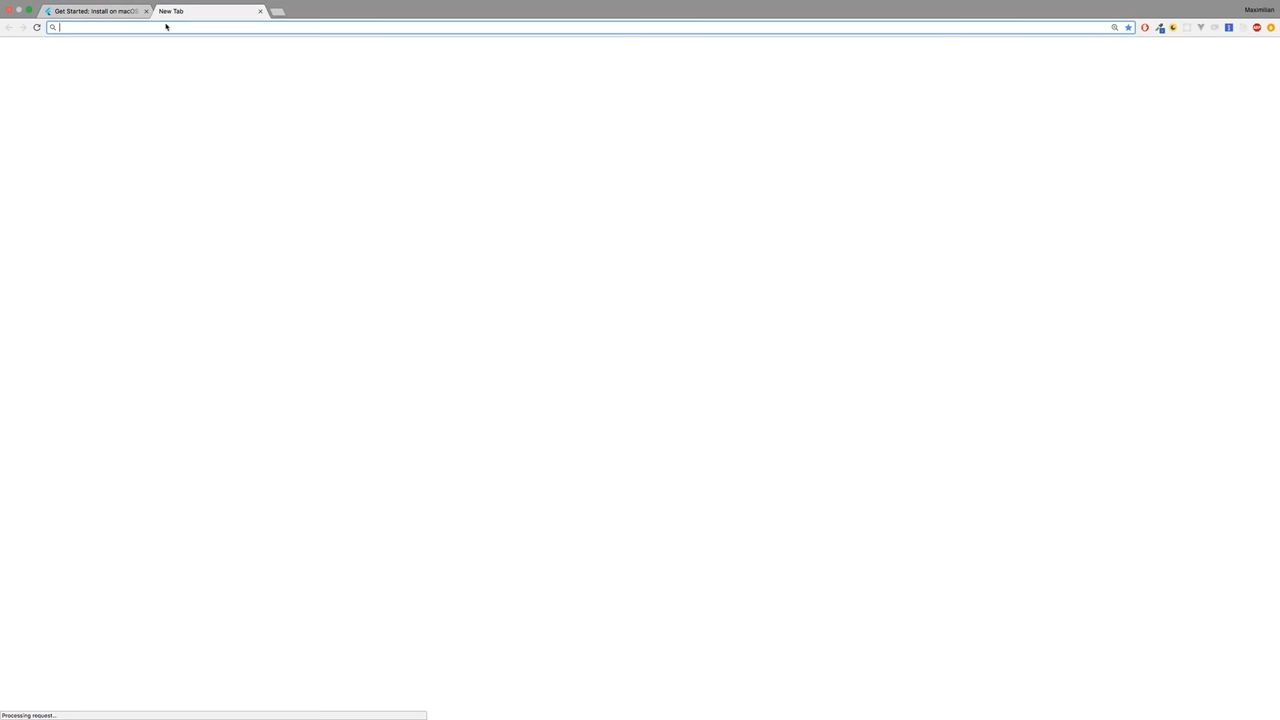 Get Started: Install on macOS
New Tab
Maximilian
Processing request...